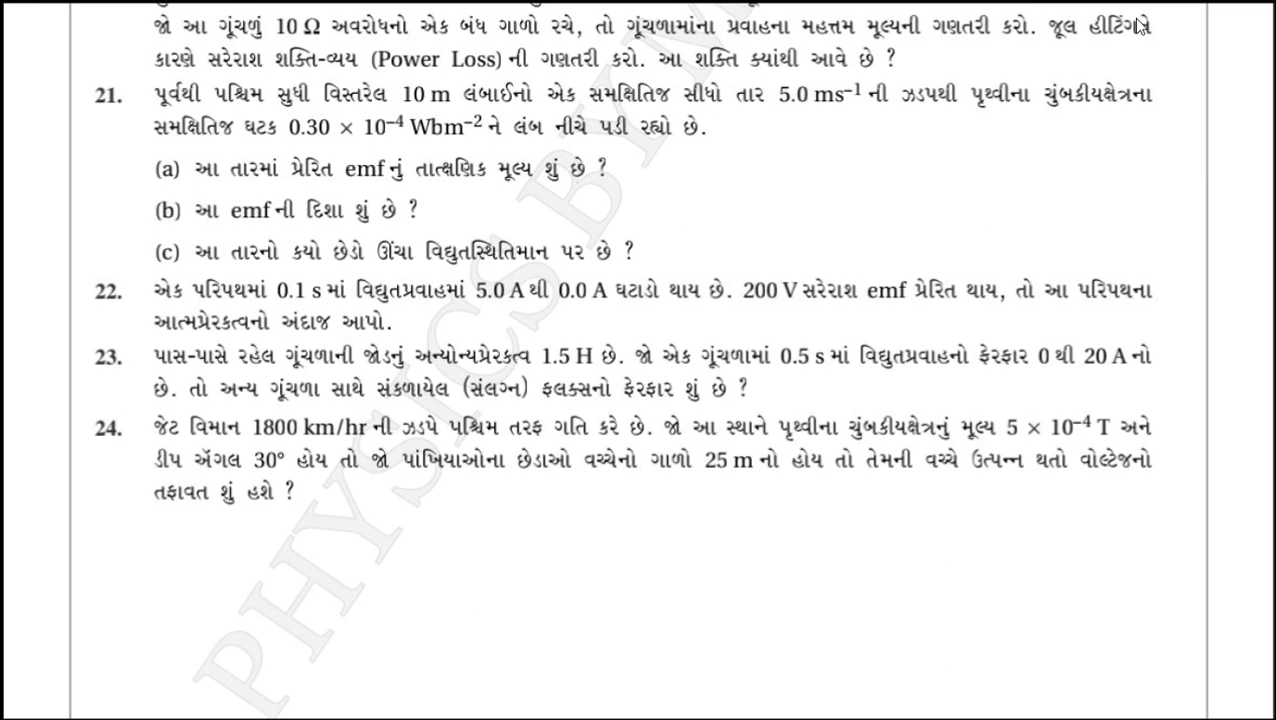 જો આ ગૂંચળું 10 Ω અવરોધનો એક બંધ ગાળો રચે, તો ગૂંચળામાંના પ્રવાહના મહત્તમ મૂલ્યની ગણતરી કરો. જૂલ હીટિંગને
કારણે સરેરાશ શક્તિ-વ્યય (Power Loss) ની ગણતરી કરો. આ શક્તિ ક્યાંથી આવે છે ?
21. પૂર્વથી પશ્ચિમ સુધી વિસ્તરેલ 10 m લંબાઈનો એક સમક્ષિતિજ સીધો તાર 5.0 ms⁻¹ ની ઝડપથી પૃથ્વીના ચુંબકીયક્ષેત્રના
સમક્ષિતિજ ઘટક 0.30 × 10⁻⁴ Wbm⁻² ને લંબ નીચે પડી રહ્યો છે.
(a) આ તારમાં પ્રેરિત emf નું તાત્ક્ષણિક મૂલ્ય શું છે ?
(b) આ emf ની દિશા શું છે ?
(c) આ તારનો કયો છેડો ઊંચા વિદ્યુતસ્થિતિમાન પર છે ?
22. એક પરિપથમાં 0.1 s માં વિદ્યુતપ્રવાહમાં 5.0 A થી 0.0 A ઘટાડો થાય છે. 200 V સરેરાશ emf પ્રેરિત થાય, તો આ પરિપથના
આત્મપ્રેરકત્વનો અંદાજ આપો.
23. પાસ-પાસે રહેલ ગૂંચળાની જોડનું અન્યોન્યપ્રેરકત્વ 1.5 H છે. જો એક ગૂંચળામાં 0.5 s માં વિદ્યુતપ્રવાહનો ફેરફાર 0 થી 20 A નો
છે. તો અન્ય ગૂંચળા સાથે સંકળાયેલ (સંલગ્ન) ફલક્સનો ફેરફાર શું છે ?
24. જેટ વિમાન 1800 km/hr ની ઝડપે પશ્ચિમ તરફ ગતિ કરે છે. જો આ સ્થાને પૃથ્વીના ચુંબકીયક્ષેત્રનું મૂલ્ય 5 × 10⁻⁴ T અને
ડીપ ઍંગલ 30° હોય તો જો પાંખિયાઓના છેડાઓ વચ્ચેનો ગાળો 25 m નો હોય તો તેમની વચ્ચે ઉત્પન્ન થતો વોલ્ટેજનો
તફાવત શું હશે ?
PHYSICS BY M